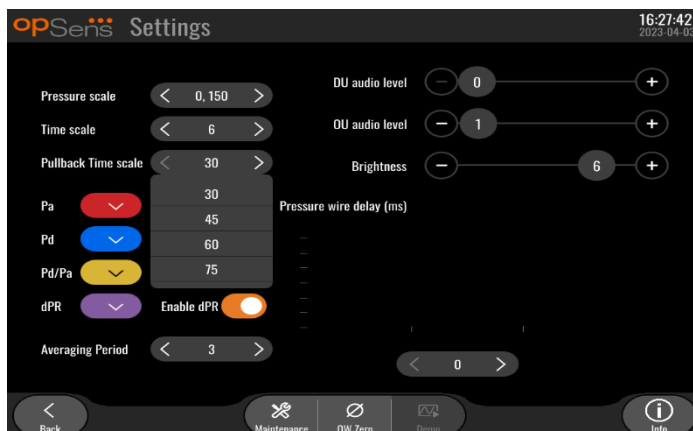 opSens Settings
16:27:42
2023-04-03
Pressure scale
0, 150
Time scale
6
Pullback Time scale
30
30
45
60
75
Pa
Pd
Pd/Pa
dPR
Enable dPR
Averaging Period
3
DU audio level
0
OU audio level
1
Brightness
6
Pressure wire delay (ms)
0
Back
Maintenance
OW Zero
Demo
Info